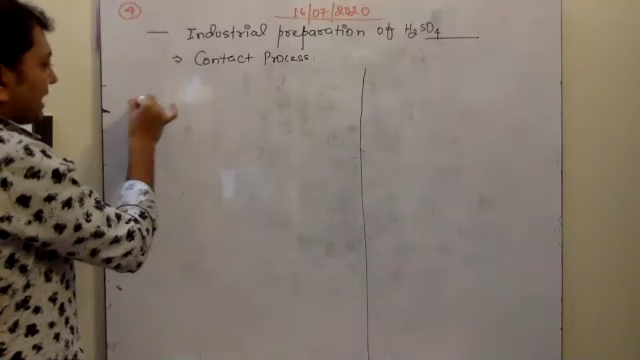 4
16/07/2020
— Industrial preparation of H₂SO₄
⇒ Contact Process.